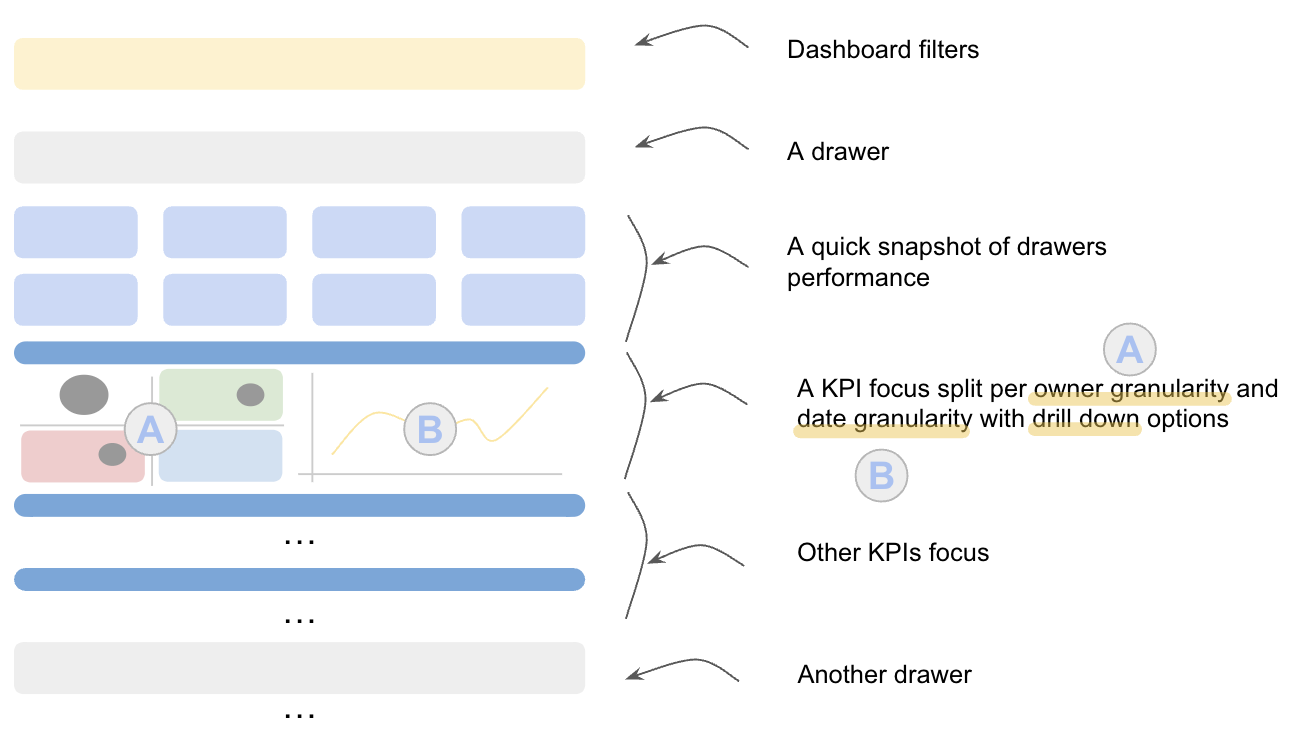 Dashboard filters
A drawer
A quick snapshot of drawers
performance
A
A KPI focus split per owner granularity and
date granularity with drill down options
A
B
B
...
Other KPIs focus
...
Another drawer
...